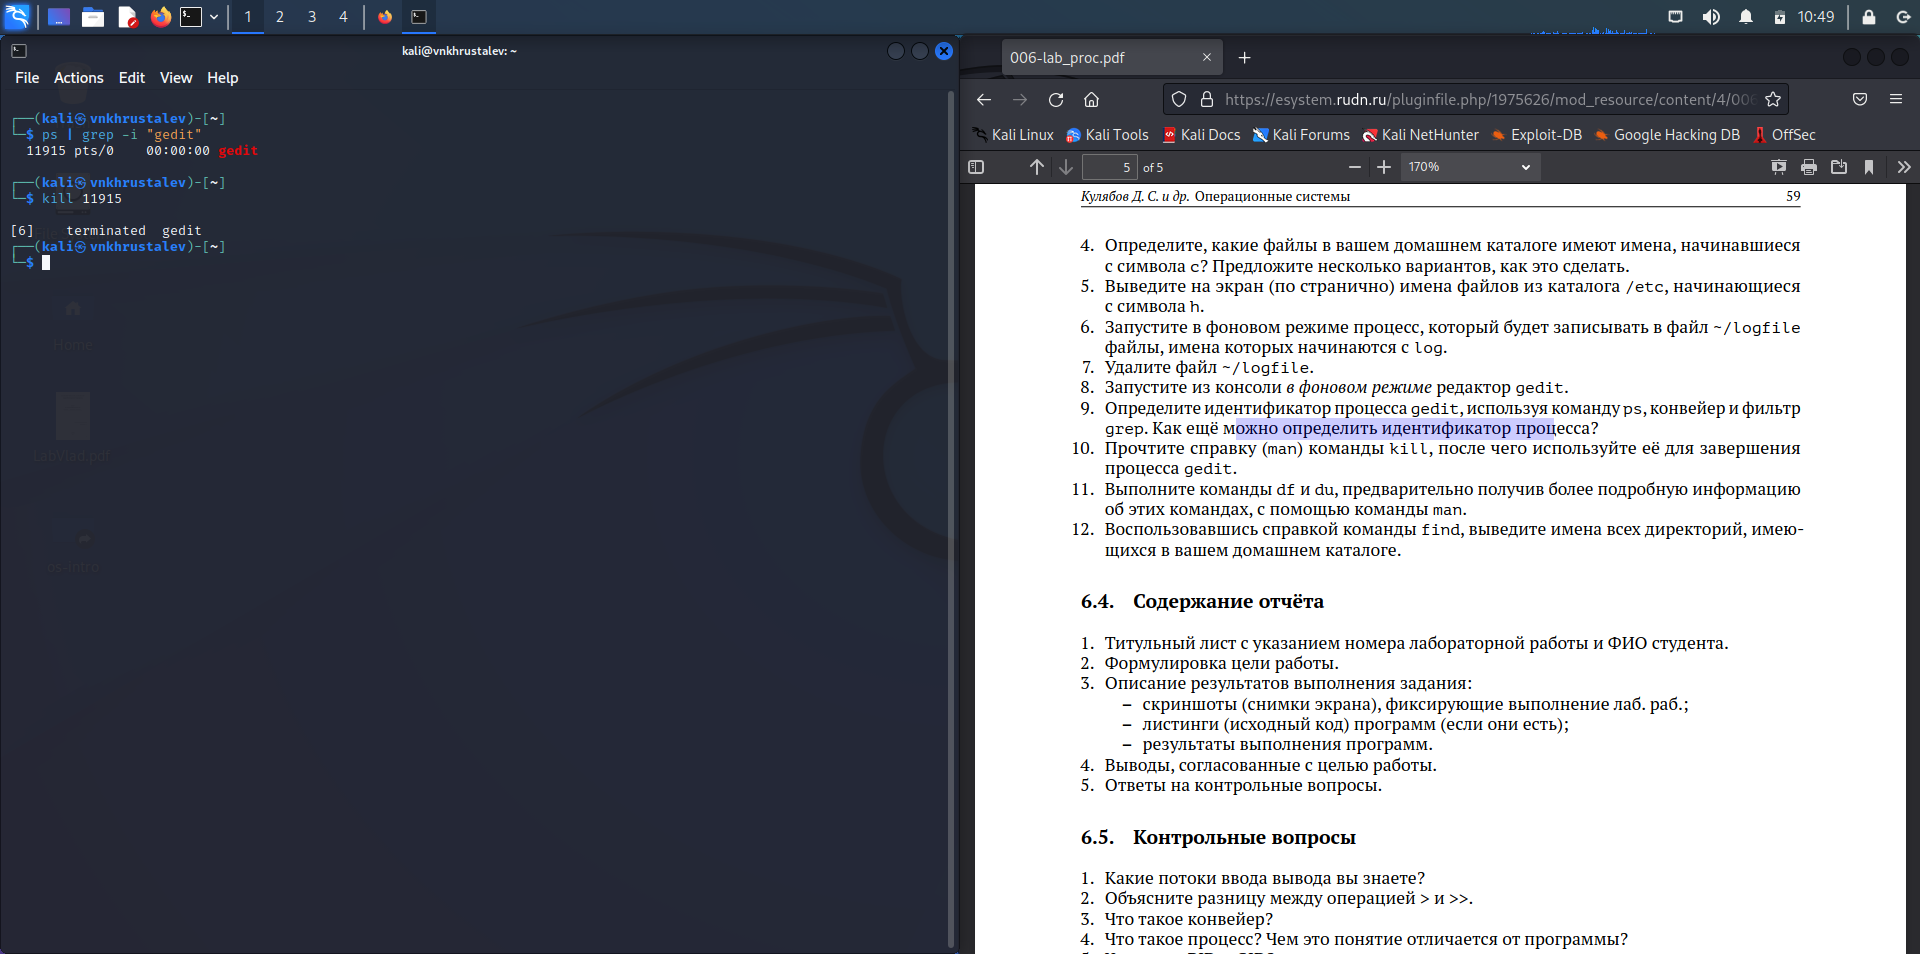 1 2 3 4
10:49
kali@vnkhrustalev: ~
File Actions Edit View Help
┌──(kali㉿vnkhrustalev)-[~]
└─$ ps | grep -i "gedit"
11915 pts/0    00:00:00 gedit
┌──(kali㉿vnkhrustalev)-[~]
└─$ kill 11915
[6]    terminated  gedit
┌──(kali㉿vnkhrustalev)-[~]
└─$
Home
LabVlad.pdf
os-intro
006-lab_proc.pdf
https://esystem.rudn.ru/pluginfile.php/1975626/mod_resource/content/4/006
Kali Linux Kali Tools Kali Docs Kali Forums Kali NetHunter Exploit-DB Google Hacking DB OffSec
5 of 5 170%
Кулябов Д. С. и др. Операционные системы 59
4. Определите, какие файлы в вашем домашнем каталоге имеют имена, начинавшиеся
с символа c? Предложите несколько вариантов, как это сделать.
5. Выведите на экран (по странично) имена файлов из каталога /etc, начинающиеся
с символа h.
6. Запустите в фоновом режиме процесс, который будет записывать в файл ~/logfile
файлы, имена которых начинаются с log.
7. Удалите файл ~/logfile.
8. Запустите из консоли в фоновом режиме редактор gedit.
9. Определите идентификатор процесса gedit, используя команду ps, конвейер и фильтр
grep. Как ещё можно определить идентификатор процесса?
10. Прочтите справку (man) команды kill, после чего используйте её для завершения
процесса gedit.
11. Выполните команды df и du, предварительно получив более подробную информацию
об этих командах, с помощью команды man.
12. Воспользовавшись справкой команды find, выведите имена всех директорий, имею-
щихся в вашем домашнем каталоге.
6.4. Содержание отчёта
1. Титульный лист с указанием номера лабораторной работы и ФИО студента.
2. Формулировка цели работы.
3. Описание результатов выполнения задания:
– скриншоты (снимки экрана), фиксирующие выполнение лаб. раб.;
– листинги (исходный код) программ (если они есть);
– результаты выполнения программ.
4. Выводы, согласованные с целью работы.
5. Ответы на контрольные вопросы.
6.5. Контрольные вопросы
1. Какие потоки ввода вывода вы знаете?
2. Объясните разницу между операцией > и >>.
3. Что такое конвейер?
4. Что такое процесс? Чем это понятие отличается от программы?